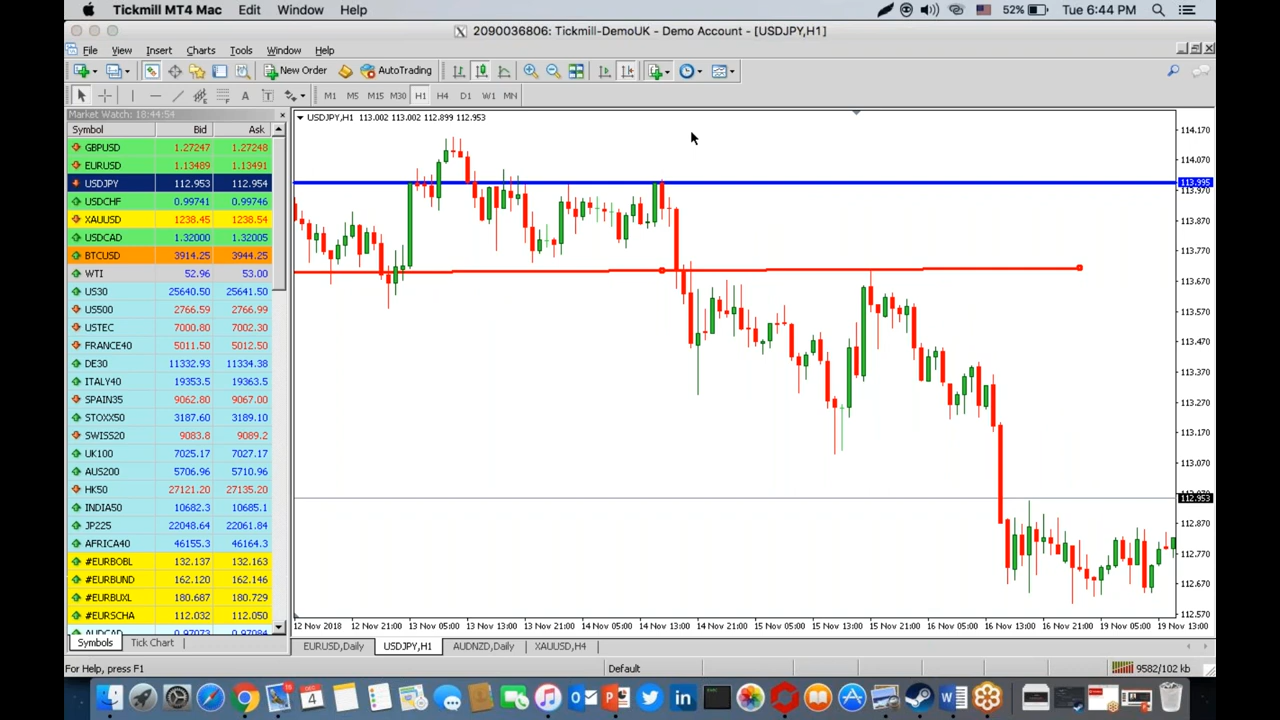 Tickmill MT4 Mac Edit Window Help 52% Tue 6:44 PM
2090036806: Tickmill-DemoUK - Demo Account - [USDJPY,H1]
File View Insert Charts Tools Window Help
New Order AutoTrading
A T M1 M5 M15 M30 H1 H4 D1 W1 MN
Market Watch: 18:44:54
Symbol Bid Ask
GBPUSD 1.27247 1.27248
EURUSD 1.13489 1.13491
USDJPY 112.953 112.954
USDCHF 0.99741 0.99746
XAUUSD 1238.45 1238.54
USDCAD 1.32000 1.32005
BTCUSD 3914.25 3944.25
WTI 52.96 53.00
US30 25640.50 25641.50
US500 2766.59 2766.99
USTEC 7000.80 7002.30
FRANCE40 5011.50 5012.50
DE30 11332.93 11334.38
ITALY40 19353.5 19363.5
SPAIN35 9062.80 9067.00
STOXX50 3187.60 3189.10
SWISS20 9083.8 9089.2
UK100 7025.17 7027.17
AUS200 5706.96 5710.96
HK50 27121.20 27135.20
INDIA50 10682.3 10685.1
JP225 22048.64 22061.84
AFRICA40 46155.3 46164.3
#EURBOBL 132.137 132.163
#EURBUND 162.120 162.146
#EURBUXL 180.687 180.729
#EURSCHA 112.032 112.050
AUDCAD 0.97073 0.97084
Symbols Tick Chart
USDJPY,H1 113.002 113.002 112.899 112.953
114.170
114.070
113.995
113.970
113.870
113.770
113.670
113.570
113.470
113.370
113.270
113.170
113.070
112.953
112.870
112.770
112.670
112.570
12 Nov 2018 12 Nov 21:00 13 Nov 05:00 13 Nov 13:00 13 Nov 21:00 14 Nov 05:00 14 Nov 13:00 14 Nov 21:00 15 Nov 05:00 15 Nov 13:00 15 Nov 21:00 16 Nov 05:00 16 Nov 13:00 16 Nov 21:00 19 Nov 05:00 19 Nov 13:00
EURUSD,Daily USDJPY,H1 AUDNZD,Daily XAUUSD,H4
For Help, press F1 Default 9582/102 kb